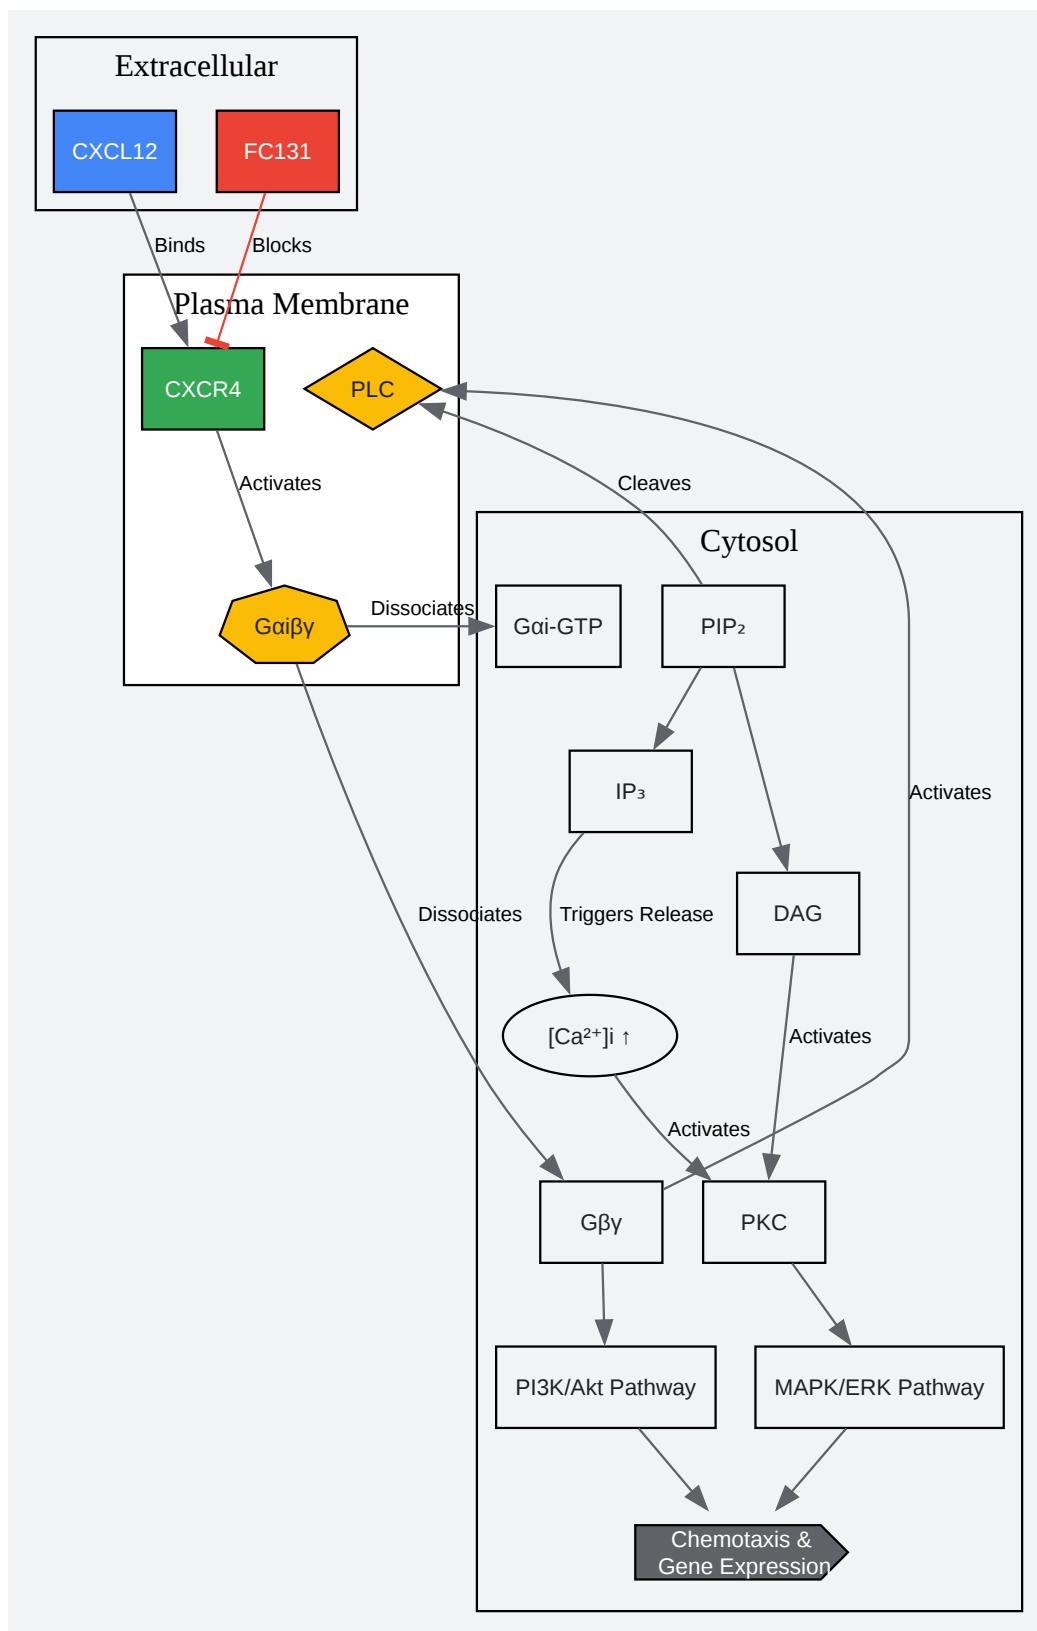 Extracellular
CXCL12
FC131
Binds
Blocks
Plasma Membrane
CXCR4
PLC
Activates
Cleaves
Cytosol
Gαiβγ
Dissociates
Gαi-GTP
PIP₂
IP₃
Activates
DAG
Dissociates
Triggers Release
[Ca²⁺]i ↑
Activates
Activates
Gβγ
PKC
PI3K/Akt Pathway
MAPK/ERK Pathway
Chemotaxis &
Gene Expression